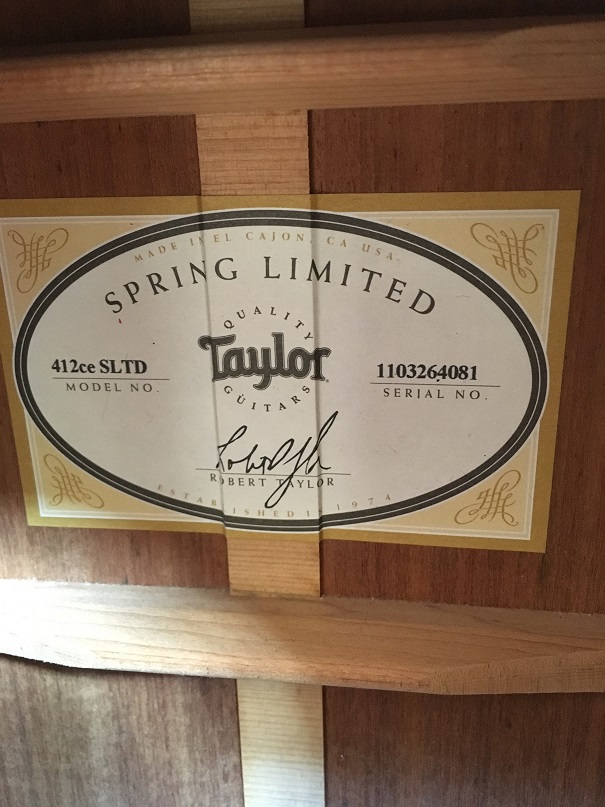 MADE IN EL CAJON, CA USA.
SPRING LIMITED
QUALITY
Taylor
GUITARS
412ce SLTD
MODEL NO.
1103264081
SERIAL NO.
ROBERT TAYLOR
ESTABLISHED IN 1974